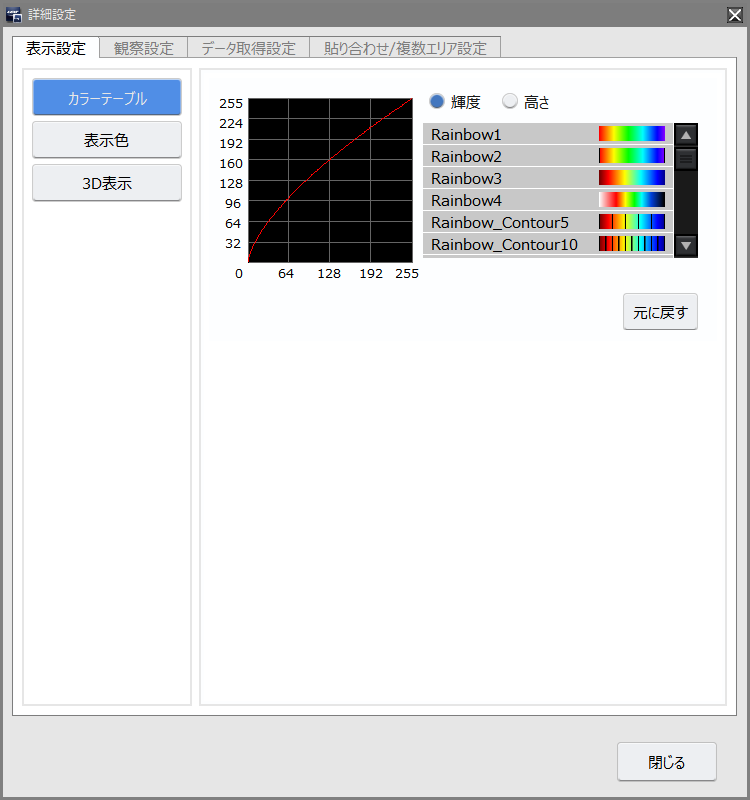 詳細設定
表示設定 観察設定 データ取得設定 貼り合わせ/複数エリア設定
カラーテーブル
表示色
3D表示
255
224
192
160
128
96
64
32
0 64 128 192 255
輝度 高さ
Rainbow1
Rainbow2
Rainbow3
Rainbow4
Rainbow_Contour5
Rainbow_Contour10
元に戻す
閉じる